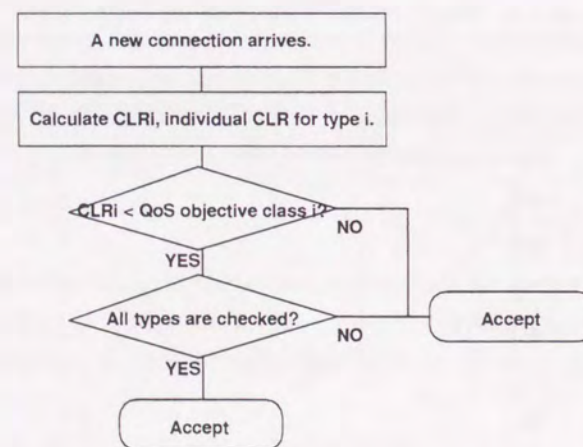 A new connection arrives.
Calculate CLRi, individual CLR for type i.
CLRi < QoS objective class i?
NO
YES
All types are checked?
NO
Accept
YES
Accept